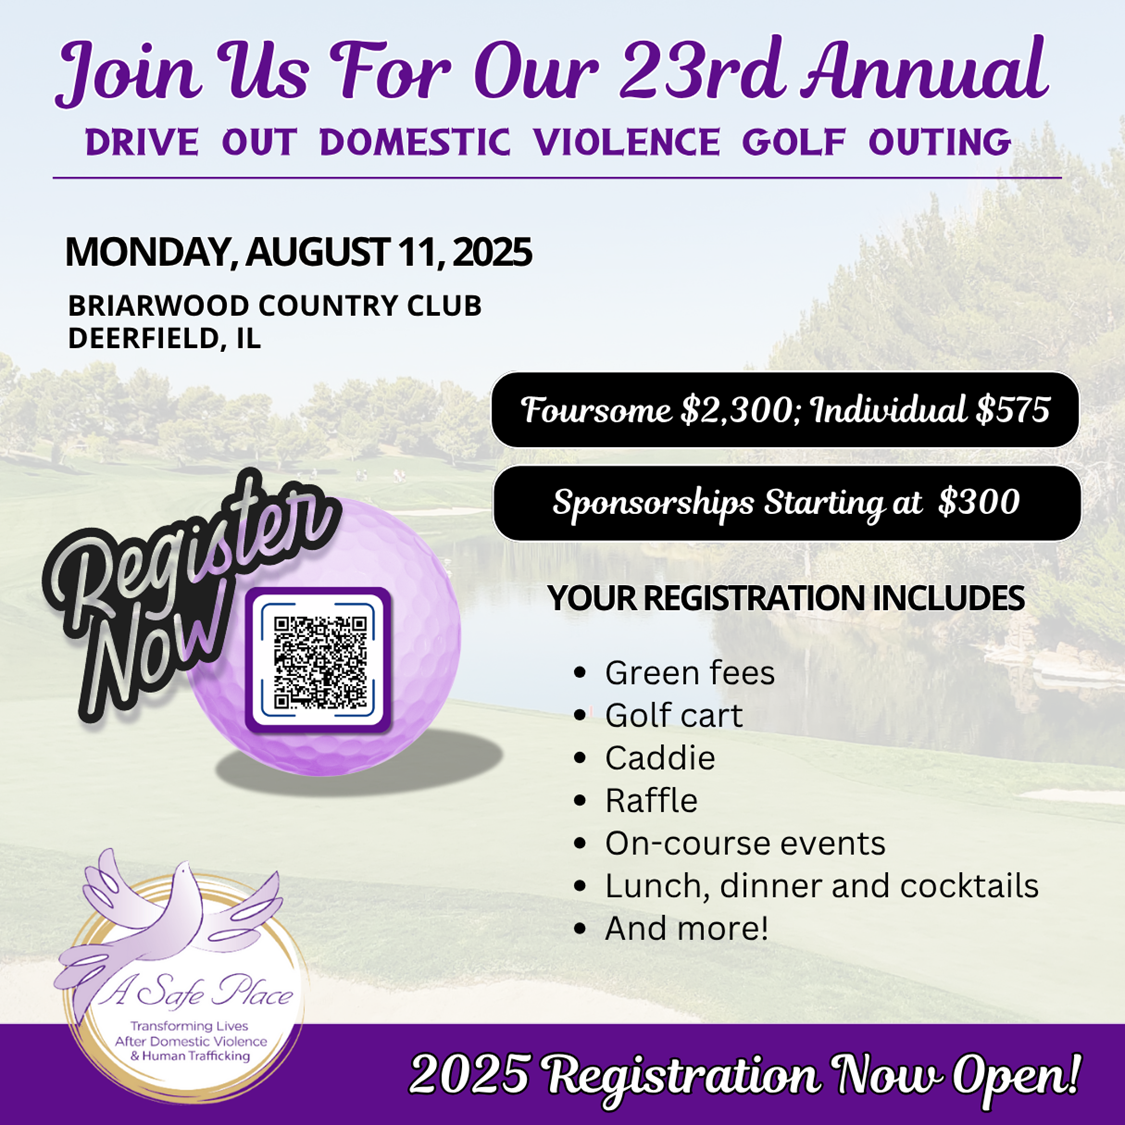 Join Us For Our 23rd Annual
DRIVE OUT DOMESTIC VIOLENCE GOLF OUTING
MONDAY, AUGUST 11, 2025
BRIARWOOD COUNTRY CLUB
DEERFIELD, IL
Foursome $2,300; Individual $575
Sponsorships Starting at $300
Register
Now
YOUR REGISTRATION INCLUDES
• Green fees
• Golf cart
• Caddie
• Raffle
• On-course events
• Lunch, dinner and cocktails
• And more!
A Safe Place
Transforming Lives
After Domestic Violence
& Human Trafficking
2025 Registration Now Open!